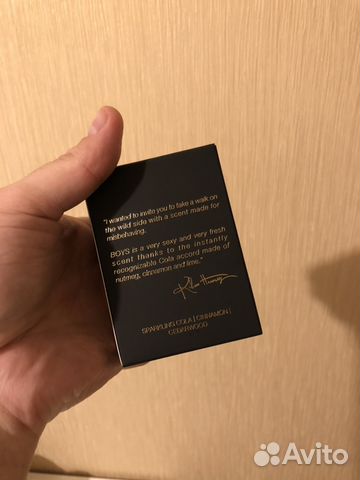 "I wanted to invite you to take a walk on
the wild side with a scent made for
misbehaving.
BOYS is a very sexy and very fresh
scent thanks to the instantly
recognizable Cola accord made of
nutmeg, cinnamon and lime."
SPARKLING COLA | CINNAMON |
CEDARWOOD
Avito